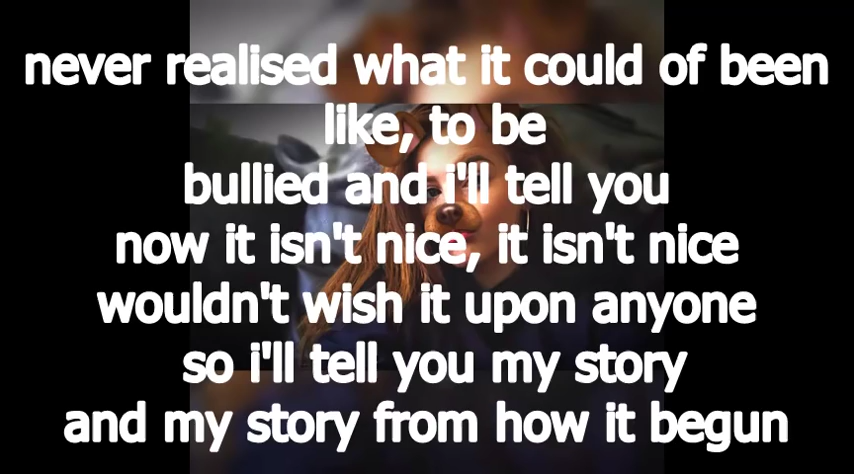 never realised what it could of been
like, to be
bullied and i'll tell you
now it isn't nice, it isn't nice
wouldn't wish it upon anyone
so i'll tell you my story
and my story from how it begun